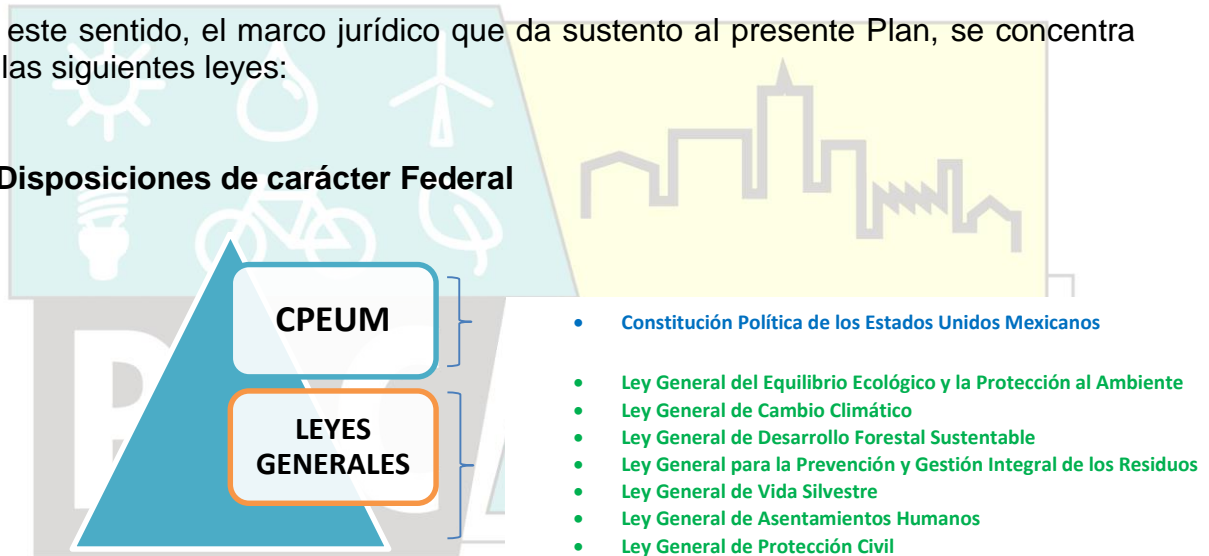 este sentido, el marco jurídico que da sustento al presente Plan, se concentra
las siguientes leyes:
Disposiciones de carácter Federal
CPEUM
• Constitución Política de los Estados Unidos Mexicanos
LEYES
GENERALES
• Ley General del Equilibrio Ecológico y la Protección al Ambiente
• Ley General de Cambio Climático
• Ley General de Desarrollo Forestal Sustentable
• Ley General para la Prevención y Gestión Integral de los Residuos
• Ley General de Vida Silvestre
• Ley General de Asentamientos Humanos
• Ley General de Protección Civil